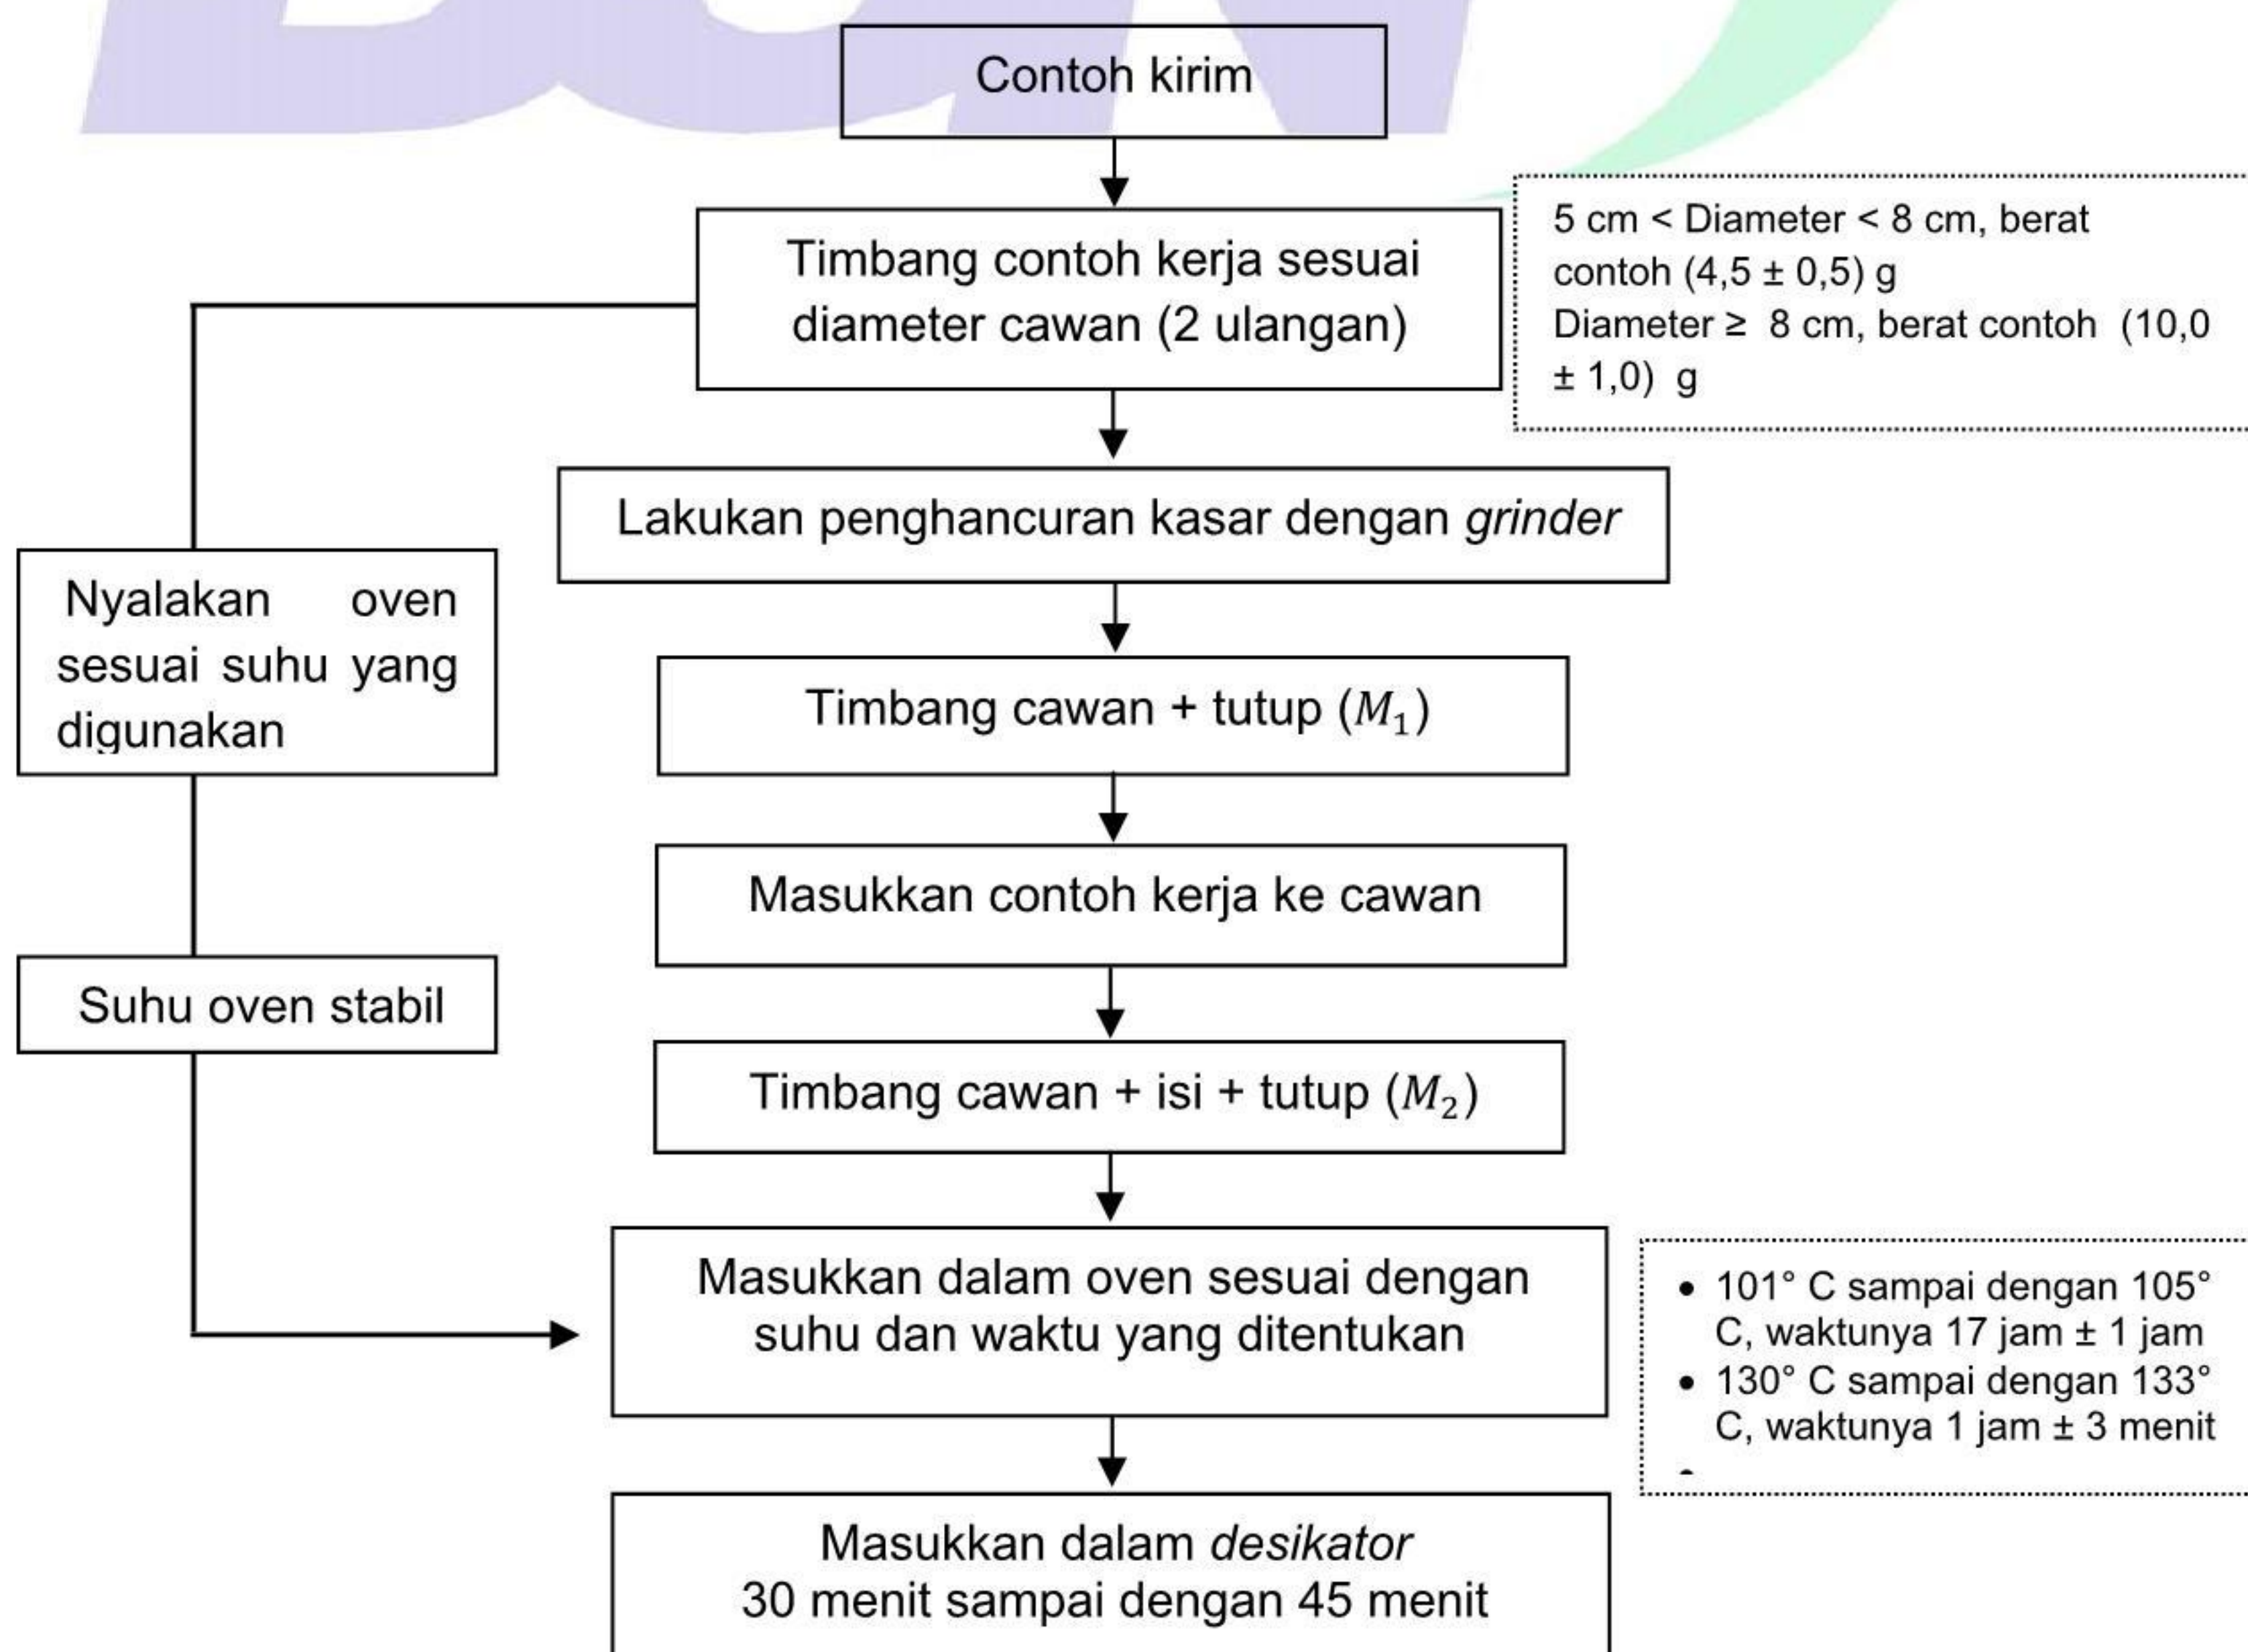 Contoh kirim
Timbang contoh kerja sesuai
diameter cawan (2 ulangan)
5 cm < Diameter < 8 cm, berat
contoh (4,5 ± 0,5) g
Diameter ≥ 8 cm, berat contoh (10,0
± 1,0) g
Lakukan penghancuran kasar dengan grinder
Nyalakan oven
sesuai suhu yang
digunakan
Timbang cawan + tutup (M₁)
Masukkan contoh kerja ke cawan
Suhu oven stabil
Timbang cawan + isi + tutup (M₂)
Masukkan dalam oven sesuai dengan
suhu dan waktu yang ditentukan
• 101° C sampai dengan 105°
C, waktunya 17 jam ± 1 jam
• 130° C sampai dengan 133°
C, waktunya 1 jam ± 3 menit
Masukkan dalam desikator
30 menit sampai dengan 45 menit